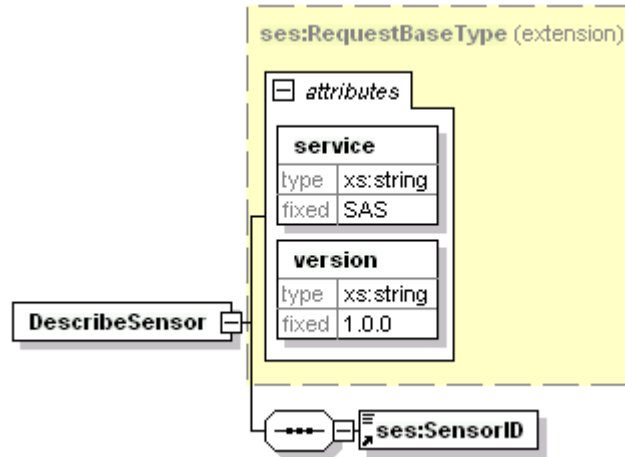 ses:RequestBaseType (extension)
attributes
service
type xs:string
fixed SAS
version
type xs:string
fixed 1.0.0
DescribeSensor
ses:SensorID